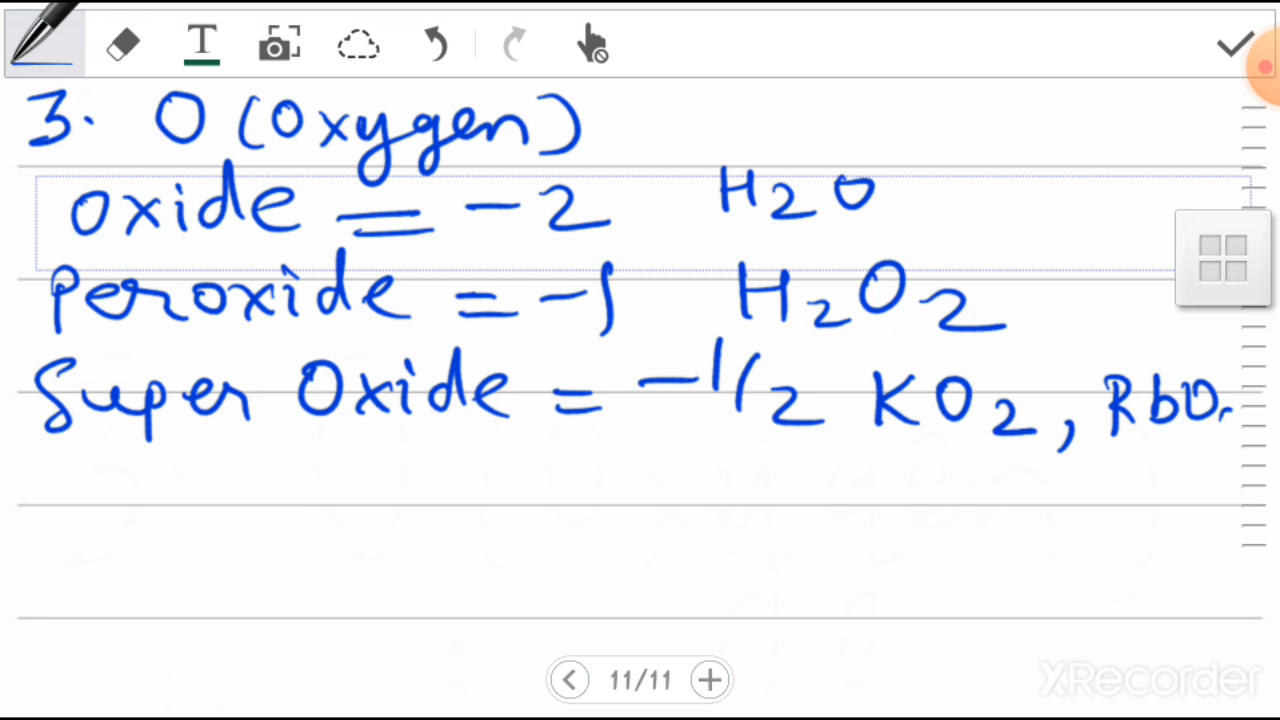 T
3. O (Oxygen)
oxide = -2 H2O
Peroxide = -1 H2O2
Super Oxide = -1/2 KO2, RbO
11/11
XRecorder